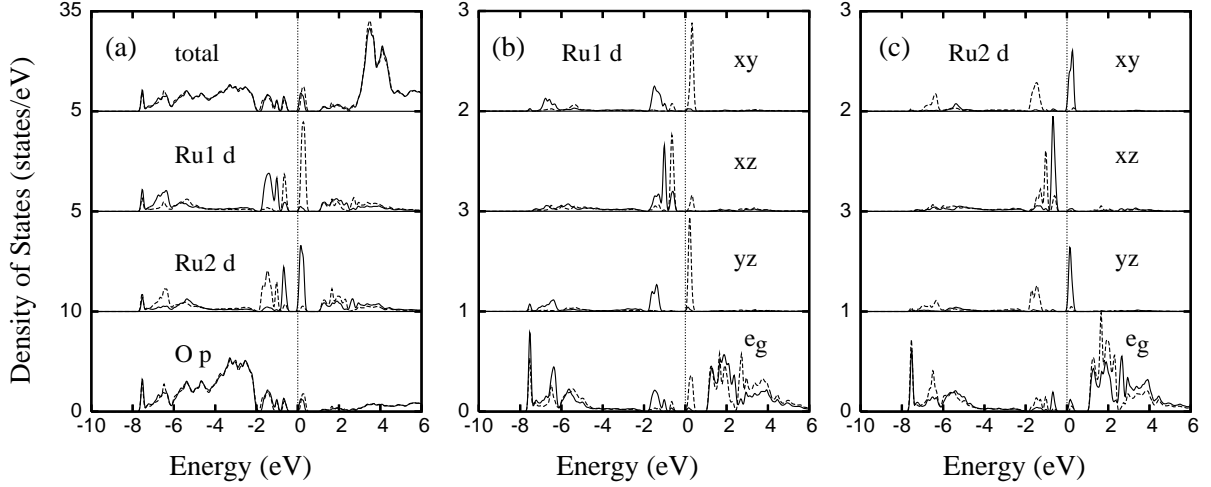 Density of States (states/eV)
35
(a)
total
5
Ru1 d
5
Ru2 d
10
O p
0
-10 -8 -6 -4 -2 0 2 4 6
Energy (eV)
3
(b)
Ru1 d
xy
2
xz
3
yz
1
eg
0
-10 -8 -6 -4 -2 0 2 4 6
Energy (eV)
3
(c)
Ru2 d
xy
2
xz
3
yz
1
eg
0
-10 -8 -6 -4 -2 0 2 4 6
Energy (eV)